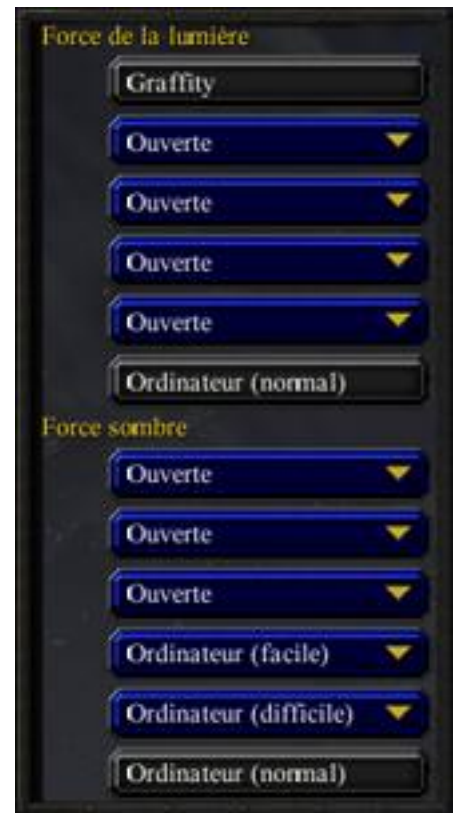 Force de la lumière
Graffity
Ouverte
Ouverte
Ouverte
Ouverte
Ordinateur (normal)
Force sombre
Ouverte
Ouverte
Ouverte
Ordinateur (facile)
Ordinateur (difficile)
Ordinateur (normal)